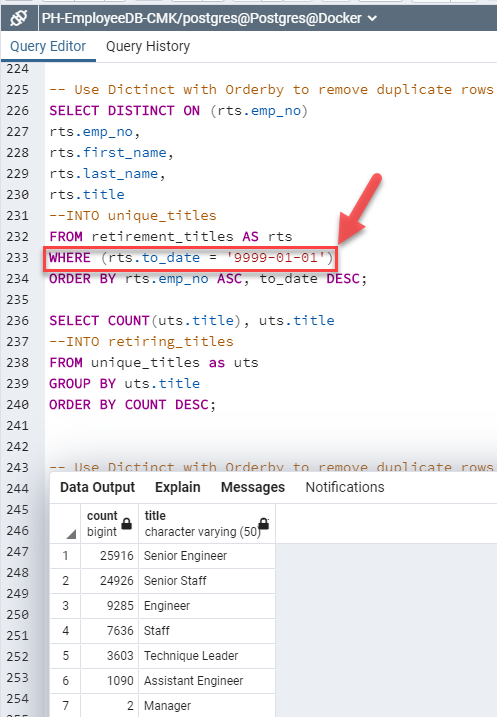 PH-EmployeeDB-CMK/postgres@Postgres@Docker
Query Editor Query History
224
225 -- Use Dictinct with Orderby to remove duplicate rows
226 SELECT DISTINCT ON (rts.emp_no)
227 rts.emp_no,
228 rts.first_name,
229 rts.last_name,
230 rts.title
231 --INTO unique_titles
232 FROM retirement_titles AS rts
233 WHERE (rts.to_date = '9999-01-01')
234 ORDER BY rts.emp_no ASC, to_date DESC;
235
236 SELECT COUNT(uts.title), uts.title
237 --INTO retiring_titles
238 FROM unique_titles as uts
239 GROUP BY uts.title
240 ORDER BY COUNT DESC;
241
242
243 -- Use Dictinct with Orderby to remove duplicate rows
244
245
246
247
248
249
250
251
252
253
254
Data Output Explain Messages Notifications
count title
bigint character varying (50)
1 25916 Senior Engineer
2 24926 Senior Staff
3 9285 Engineer
4 7636 Staff
5 3603 Technique Leader
6 1090 Assistant Engineer
7 2 Manager